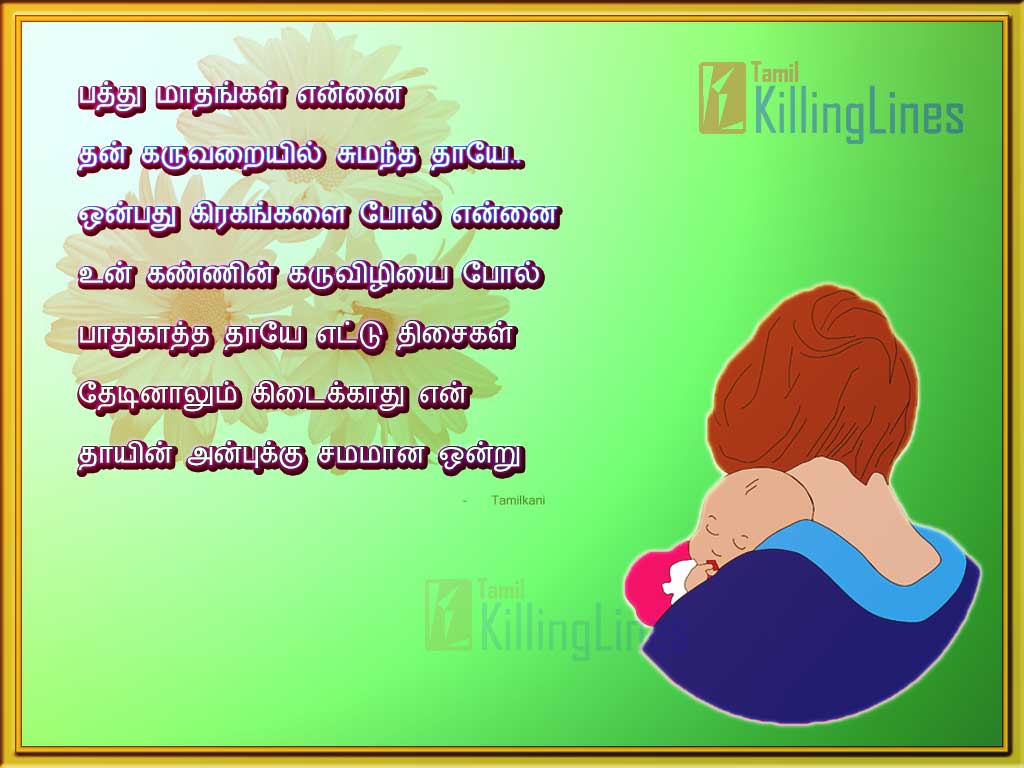 Tamil
KillingLines
பத்து மாதங்கள் என்னை
தன் கருவறையில் சுமந்த தாயே..
ஒன்பது கிரகங்களை போல் என்னை
உன் கண்ணின் கருவிழியை போல்
பாதுகாத்த தாயே எட்டு திசைகள்
தேடினாலும் கிடைக்காது என்
தாயின் அன்புக்கு சமமான ஒன்று
- Tamilkani
Tamil
KillingLines